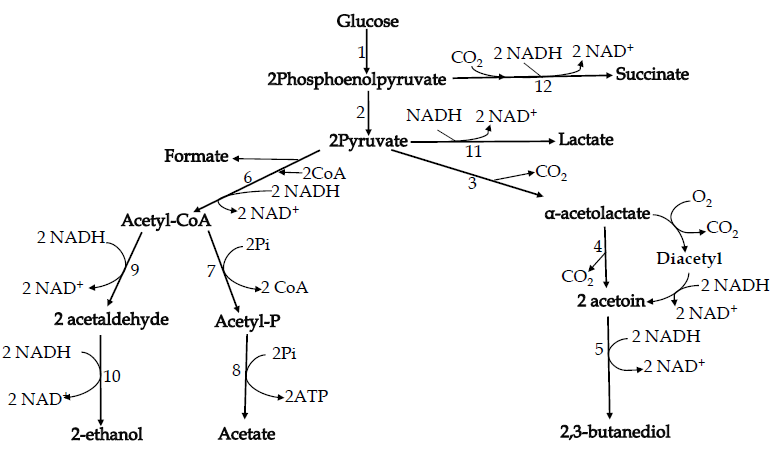 Glucose
1
CO2 2 NADH 2 NAD+
2Phosphoenolpyruvate
Succinate
12
2
NADH 2 NAD+
2Pyruvate
Lactate
11
Formate
6
2CoA
3
CO2
2 NADH
2 NAD+
Acetyl-CoA
α-acetolactate
O2
CO2
2 NADH
2Pi
4
Diacetyl
9
7
CO2
2 NAD+
2 CoA
2 NADH
2 acetoin
2 NAD+
2 acetaldehyde
Acetyl-P
2 NADH
2 NADH
2Pi
5
10
8
2 NAD+
2 NAD+
2ATP
2-ethanol
Acetate
2,3-butanediol